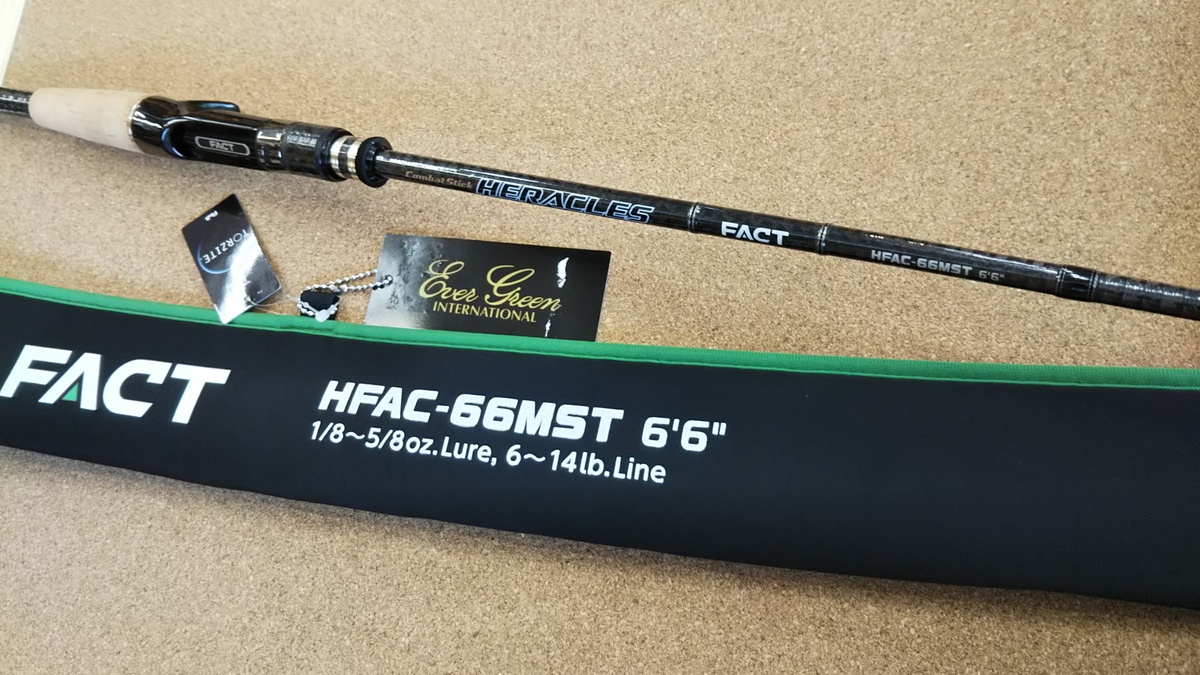 FACT
Combat Stick HERACLES
FACT
HFAC-66MST 6'6"
TORZITE
Ever Green
INTERNATIONAL
FACT
HFAC-66MST 6'6"
1/8～5/8oz.Lure, 6～14lb.Line